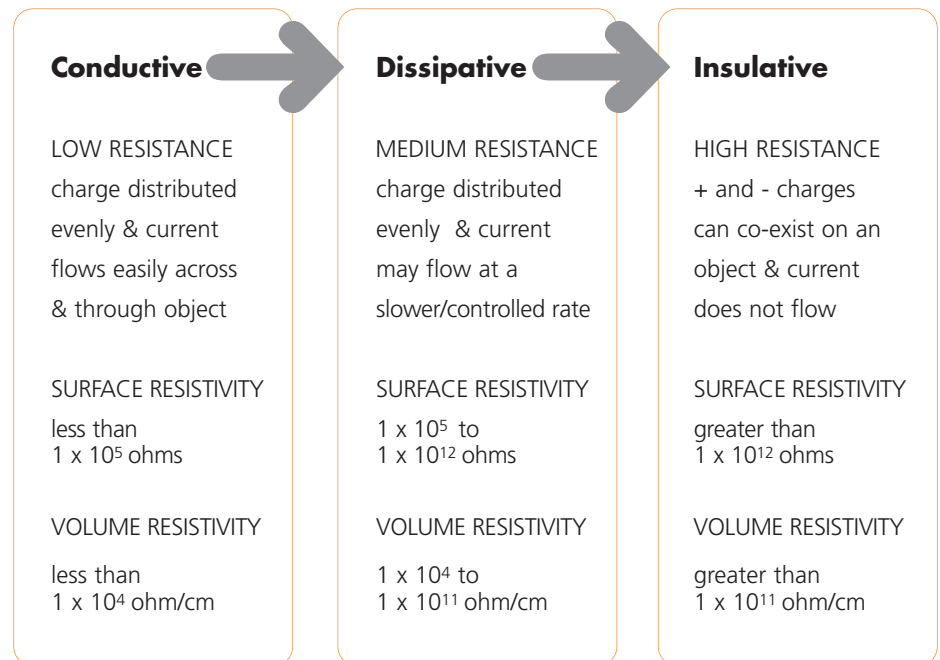 Conductive
LOW RESISTANCE
charge distributed
evenly & current
flows easily across
& through object
SURFACE RESISTIVITY
less than
1 x 10⁵ ohms
VOLUME RESISTIVITY
less than
1 x 10⁴ ohm/cm
Dissipative
MEDIUM RESISTANCE
charge distributed
evenly & current
may flow at a
slower/controlled rate
SURFACE RESISTIVITY
1 x 10⁵ to
1 x 10¹² ohms
VOLUME RESISTIVITY
1 x 10⁴ to
1 x 10¹¹ ohm/cm
Insulative
HIGH RESISTANCE
+ and - charges
can co-exist on an
object & current
does not flow
SURFACE RESISTIVITY
greater than
1 x 10¹² ohms
VOLUME RESISTIVITY
greater than
1 x 10¹¹ ohm/cm